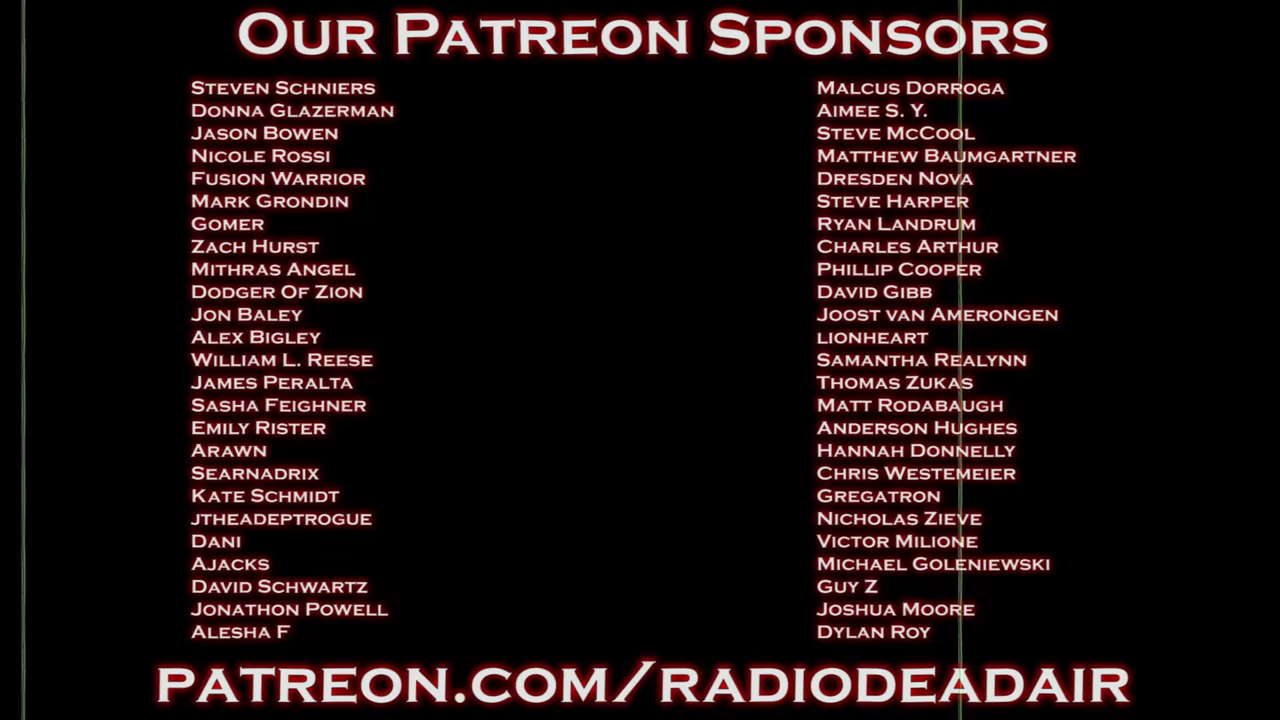 OUR PATREON SPONSORS
STEVEN SCHNIERS
DONNA GLAZERMAN
JASON BOWEN
NICOLE ROSSI
FUSION WARRIOR
MARK GRONDIN
GOMER
ZACH HURST
MITHRAS ANGEL
DODGER OF ZION
JON BALEY
ALEX BIGLEY
WILLIAM L. REESE
JAMES PERALTA
SASHA FEIGHNER
EMILY RISTER
ARAWN
SEARNADRIX
KATE SCHMIDT
JTHEADEPTROGUE
DANI
AJACKS
DAVID SCHWARTZ
JONATHON POWELL
ALESHA F
MALCUS DORROGA
AIMEE S. Y.
STEVE MCCOOL
MATTHEW BAUMGARTNER
DRESDEN NOVA
STEVE HARPER
RYAN LANDRUM
CHARLES ARTHUR
PHILLIP COOPER
DAVID GIBB
JOOST VAN AMERONGEN
LIONHEART
SAMANTHA REALYNN
THOMAS ZUKAS
MATT RODABAUGH
ANDERSON HUGHES
HANNAH DONNELLY
CHRIS WESTEMEIER
GREGATRON
NICHOLAS ZIEVE
VICTOR MILIONE
MICHAEL GOLENIEWSKI
GUY Z
JOSHUA MOORE
DYLAN ROY
PATREON.COM/RADIODEADAIR